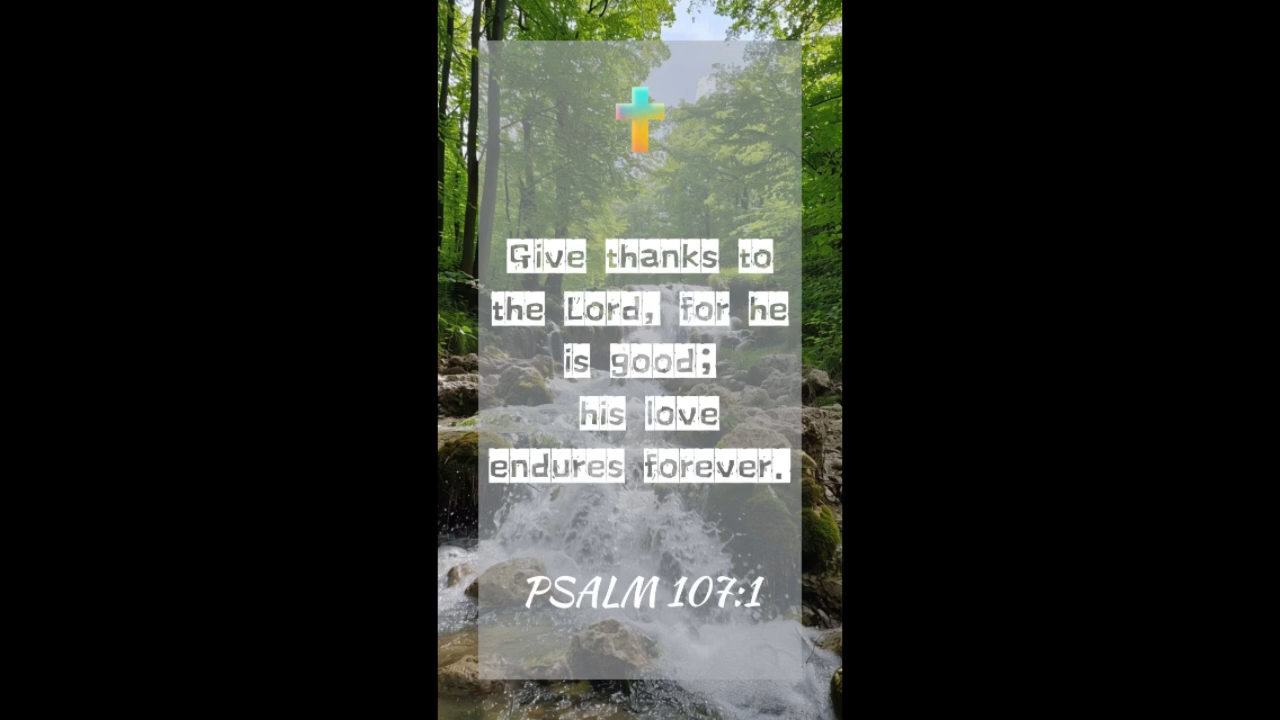 Give thanks to
the Lord, for he
is good;
his love
endures forever.
PSALM 107:1